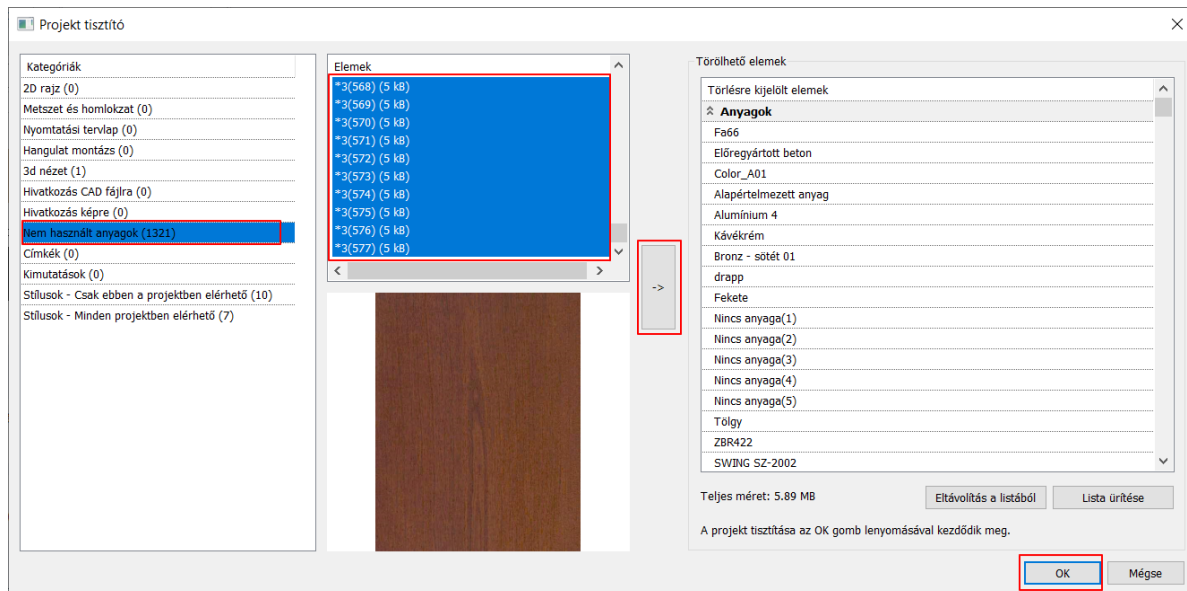 Projekt tisztító
Kategóriák
2D rajz (0)
Metszet és homlokzat (0)
Nyomtatási tervlap (0)
Hangulat montázs (0)
3d nézet (1)
Hivatkozás CAD fájlra (0)
Hivatkozás képre (0)
Nem használt anyagok (1321)
Címkék (0)
Kimutatások (0)
Stílusok - Csak ebben a projektben elérhető (10)
Stílusok - Minden projektben elérhető (7)
Elemek
*3(568) (5 kB)
*3(569) (5 kB)
*3(570) (5 kB)
*3(571) (5 kB)
*3(572) (5 kB)
*3(573) (5 kB)
*3(574) (5 kB)
*3(575) (5 kB)
*3(576) (5 kB)
*3(577) (5 kB)
->
Törölhető elemek
Törlésre kijelölt elemek
Anyagok
Fa66
Előregyártott beton
Color_A01
Alapértelmezett anyag
Alumínium 4
Kávékrém
Bronz - sötét 01
drapp
Fekete
Nincs anyaga(1)
Nincs anyaga(2)
Nincs anyaga(3)
Nincs anyaga(4)
Nincs anyaga(5)
Tölgy
ZBR422
SWING SZ-2002
Teljes méret: 5.89 MB
Eltávolítás a listából
Lista ürítése
A projekt tisztítása az OK gomb lenyomásával kezdődik meg.
OK
Mégse